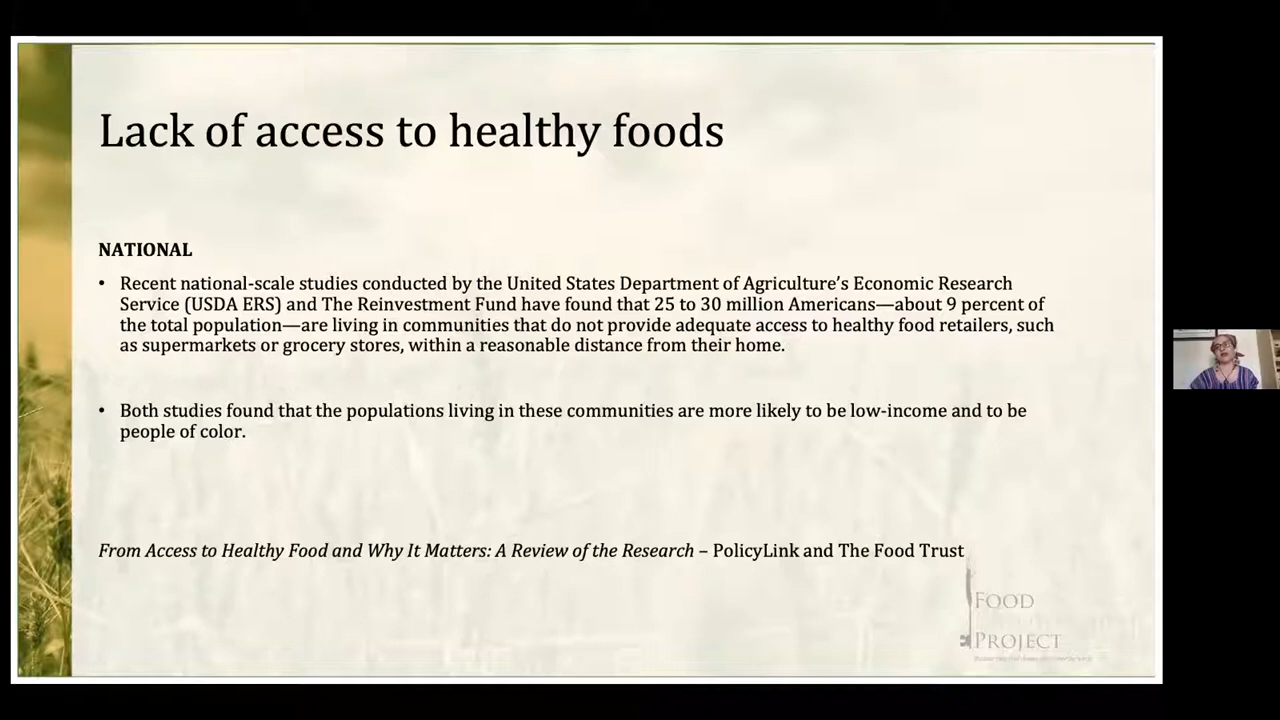 Lack of access to healthy foods
NATIONAL
• Recent national-scale studies conducted by the United States Department of Agriculture’s Economic Research
Service (USDA ERS) and The Reinvestment Fund have found that 25 to 30 million Americans—about 9 percent of
the total population—are living in communities that do not provide adequate access to healthy food retailers, such
as supermarkets or grocery stores, within a reasonable distance from their home.
• Both studies found that the populations living in these communities are more likely to be low-income and to be
people of color.
From Access to Healthy Food and Why It Matters: A Review of the Research – PolicyLink and The Food Trust
FOOD
PROJECT